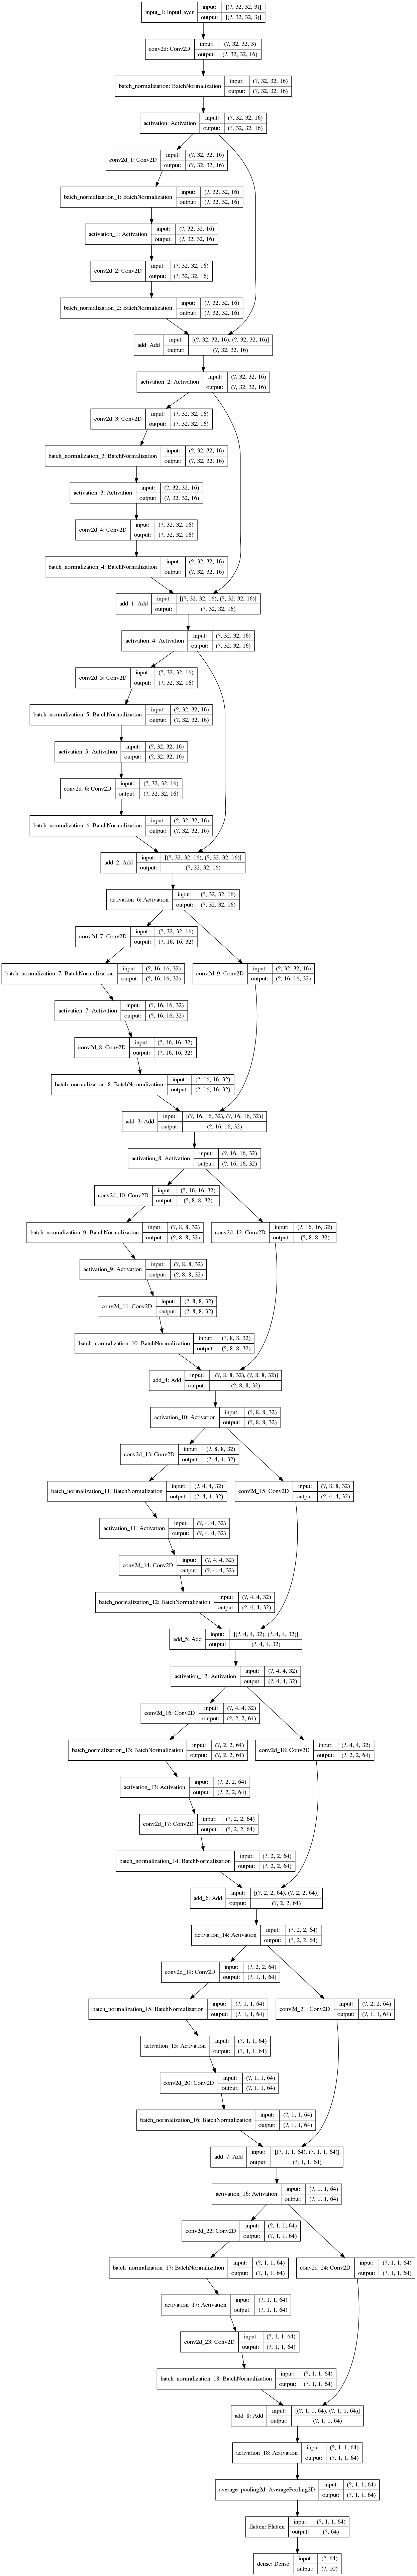 input_1: InputLayer input: [(?, 32, 32, 3)]
output: [(?, 32, 32, 3)]
conv2d: Conv2D input: (?, 32, 32, 3)
output: (?, 32, 32, 16)
batch_normalization: BatchNormalization input: (?, 32, 32, 16)
output: (?, 32, 32, 16)
activation: Activation input: (?, 32, 32, 16)
output: (?, 32, 32, 16)
conv2d_1: Conv2D input: (?, 32, 32, 16)
output: (?, 32, 32, 16)
batch_normalization_1: BatchNormalization input: (?, 32, 32, 16)
output: (?, 32, 32, 16)
activation_1: Activation input: (?, 32, 32, 16)
output: (?, 32, 32, 16)
conv2d_2: Conv2D input: (?, 32, 32, 16)
output: (?, 32, 32, 16)
batch_normalization_2: BatchNormalization input: (?, 32, 32, 16)
output: (?, 32, 32, 16)
add: Add input: [(?, 32, 32, 16), (?, 32, 32, 16)]
output: (?, 32, 32, 16)
activation_2: Activation input: (?, 32, 32, 16)
output: (?, 32, 32, 16)
conv2d_3: Conv2D input: (?, 32, 32, 16)
output: (?, 32, 32, 16)
batch_normalization_3: BatchNormalization input: (?, 32, 32, 16)
output: (?, 32, 32, 16)
activation_3: Activation input: (?, 32, 32, 16)
output: (?, 32, 32, 16)
conv2d_4: Conv2D input: (?, 32, 32, 16)
output: (?, 32, 32, 16)
batch_normalization_4: BatchNormalization input: (?, 32, 32, 16)
output: (?, 32, 32, 16)
add_1: Add input: [(?, 32, 32, 16), (?, 32, 32, 16)]
output: (?, 32, 32, 16)
activation_4: Activation input: (?, 32, 32, 16)
output: (?, 32, 32, 16)
conv2d_5: Conv2D input: (?, 32, 32, 16)
output: (?, 32, 32, 16)
batch_normalization_5: BatchNormalization input: (?, 32, 32, 16)
output: (?, 32, 32, 16)
activation_5: Activation input: (?, 32, 32, 16)
output: (?, 32, 32, 16)
conv2d_6: Conv2D input: (?, 32, 32, 16)
output: (?, 32, 32, 16)
batch_normalization_6: BatchNormalization input: (?, 32, 32, 16)
output: (?, 32, 32, 16)
add_2: Add input: [(?, 32, 32, 16), (?, 32, 32, 16)]
output: (?, 32, 32, 16)
activation_6: Activation input: (?, 32, 32, 16)
output: (?, 32, 32, 16)
conv2d_7: Conv2D input: (?, 32, 32, 16)
output: (?, 16, 16, 32)
batch_normalization_7: BatchNormalization input: (?, 16, 16, 32)
output: (?, 16, 16, 32)
conv2d_9: Conv2D input: (?, 32, 32, 16)
output: (?, 16, 16, 32)
activation_7: Activation input: (?, 16, 16, 32)
output: (?, 16, 16, 32)
conv2d_8: Conv2D input: (?, 16, 16, 32)
output: (?, 16, 16, 32)
batch_normalization_8: BatchNormalization input: (?, 16, 16, 32)
output: (?, 16, 16, 32)
add_3: Add input: [(?, 16, 16, 32), (?, 16, 16, 32)]
output: (?, 16, 16, 32)
activation_8: Activation input: (?, 16, 16, 32)
output: (?, 16, 16, 32)
conv2d_10: Conv2D input: (?, 16, 16, 32)
output: (?, 8, 8, 32)
batch_normalization_9: BatchNormalization input: (?, 8, 8, 32)
output: (?, 8, 8, 32)
conv2d_12: Conv2D input: (?, 16, 16, 32)
output: (?, 8, 8, 32)
activation_9: Activation input: (?, 8, 8, 32)
output: (?, 8, 8, 32)
conv2d_11: Conv2D input: (?, 8, 8, 32)
output: (?, 8, 8, 32)
batch_normalization_10: BatchNormalization input: (?, 8, 8, 32)
output: (?, 8, 8, 32)
add_4: Add input: [(?, 8, 8, 32), (?, 8, 8, 32)]
output: (?, 8, 8, 32)
activation_10: Activation input: (?, 8, 8, 32)
output: (?, 8, 8, 32)
conv2d_13: Conv2D input: (?, 8, 8, 32)
output: (?, 4, 4, 32)
batch_normalization_11: BatchNormalization input: (?, 4, 4, 32)
output: (?, 4, 4, 32)
conv2d_15: Conv2D input: (?, 8, 8, 32)
output: (?, 4, 4, 32)
activation_11: Activation input: (?, 4, 4, 32)
output: (?, 4, 4, 32)
conv2d_14: Conv2D input: (?, 4, 4, 32)
output: (?, 4, 4, 32)
batch_normalization_12: BatchNormalization input: (?, 4, 4, 32)
output: (?, 4, 4, 32)
add_5: Add input: [(?, 4, 4, 32), (?, 4, 4, 32)]
output: (?, 4, 4, 32)
activation_12: Activation input: (?, 4, 4, 32)
output: (?, 4, 4, 32)
conv2d_16: Conv2D input: (?, 4, 4, 32)
output: (?, 2, 2, 64)
batch_normalization_13: BatchNormalization input: (?, 2, 2, 64)
output: (?, 2, 2, 64)
conv2d_18: Conv2D input: (?, 4, 4, 32)
output: (?, 2, 2, 64)
activation_13: Activation input: (?, 2, 2, 64)
output: (?, 2, 2, 64)
conv2d_17: Conv2D input: (?, 2, 2, 64)
output: (?, 2, 2, 64)
batch_normalization_14: BatchNormalization input: (?, 2, 2, 64)
output: (?, 2, 2, 64)
add_6: Add input: [(?, 2, 2, 64), (?, 2, 2, 64)]
output: (?, 2, 2, 64)
activation_14: Activation input: (?, 2, 2, 64)
output: (?, 2, 2, 64)
conv2d_19: Conv2D input: (?, 2, 2, 64)
output: (?, 1, 1, 64)
batch_normalization_15: BatchNormalization input: (?, 1, 1, 64)
output: (?, 1, 1, 64)
conv2d_21: Conv2D input: (?, 2, 2, 64)
output: (?, 1, 1, 64)
activation_15: Activation input: (?, 1, 1, 64)
output: (?, 1, 1, 64)
conv2d_20: Conv2D input: (?, 1, 1, 64)
output: (?, 1, 1, 64)
batch_normalization_16: BatchNormalization input: (?, 1, 1, 64)
output: (?, 1, 1, 64)
add_7: Add input: [(?, 1, 1, 64), (?, 1, 1, 64)]
output: (?, 1, 1, 64)
activation_16: Activation input: (?, 1, 1, 64)
output: (?, 1, 1, 64)
conv2d_22: Conv2D input: (?, 1, 1, 64)
output: (?, 1, 1, 64)
batch_normalization_17: BatchNormalization input: (?, 1, 1, 64)
output: (?, 1, 1, 64)
conv2d_24: Conv2D input: (?, 1, 1, 64)
output: (?, 1, 1, 64)
activation_17: Activation input: (?, 1, 1, 64)
output: (?, 1, 1, 64)
conv2d_23: Conv2D input: (?, 1, 1, 64)
output: (?, 1, 1, 64)
batch_normalization_18: BatchNormalization input: (?, 1, 1, 64)
output: (?, 1, 1, 64)
add_8: Add input: [(?, 1, 1, 64), (?, 1, 1, 64)]
output: (?, 1, 1, 64)
activation_18: Activation input: (?, 1, 1, 64)
output: (?, 1, 1, 64)
average_pooling2d: AveragePooling2D input: (?, 1, 1, 64)
output: (?, 1, 1, 64)
flatten: Flatten input: (?, 1, 1, 64)
output: (?, 64)
dense: Dense input: (?, 64)
output: (?, 10)